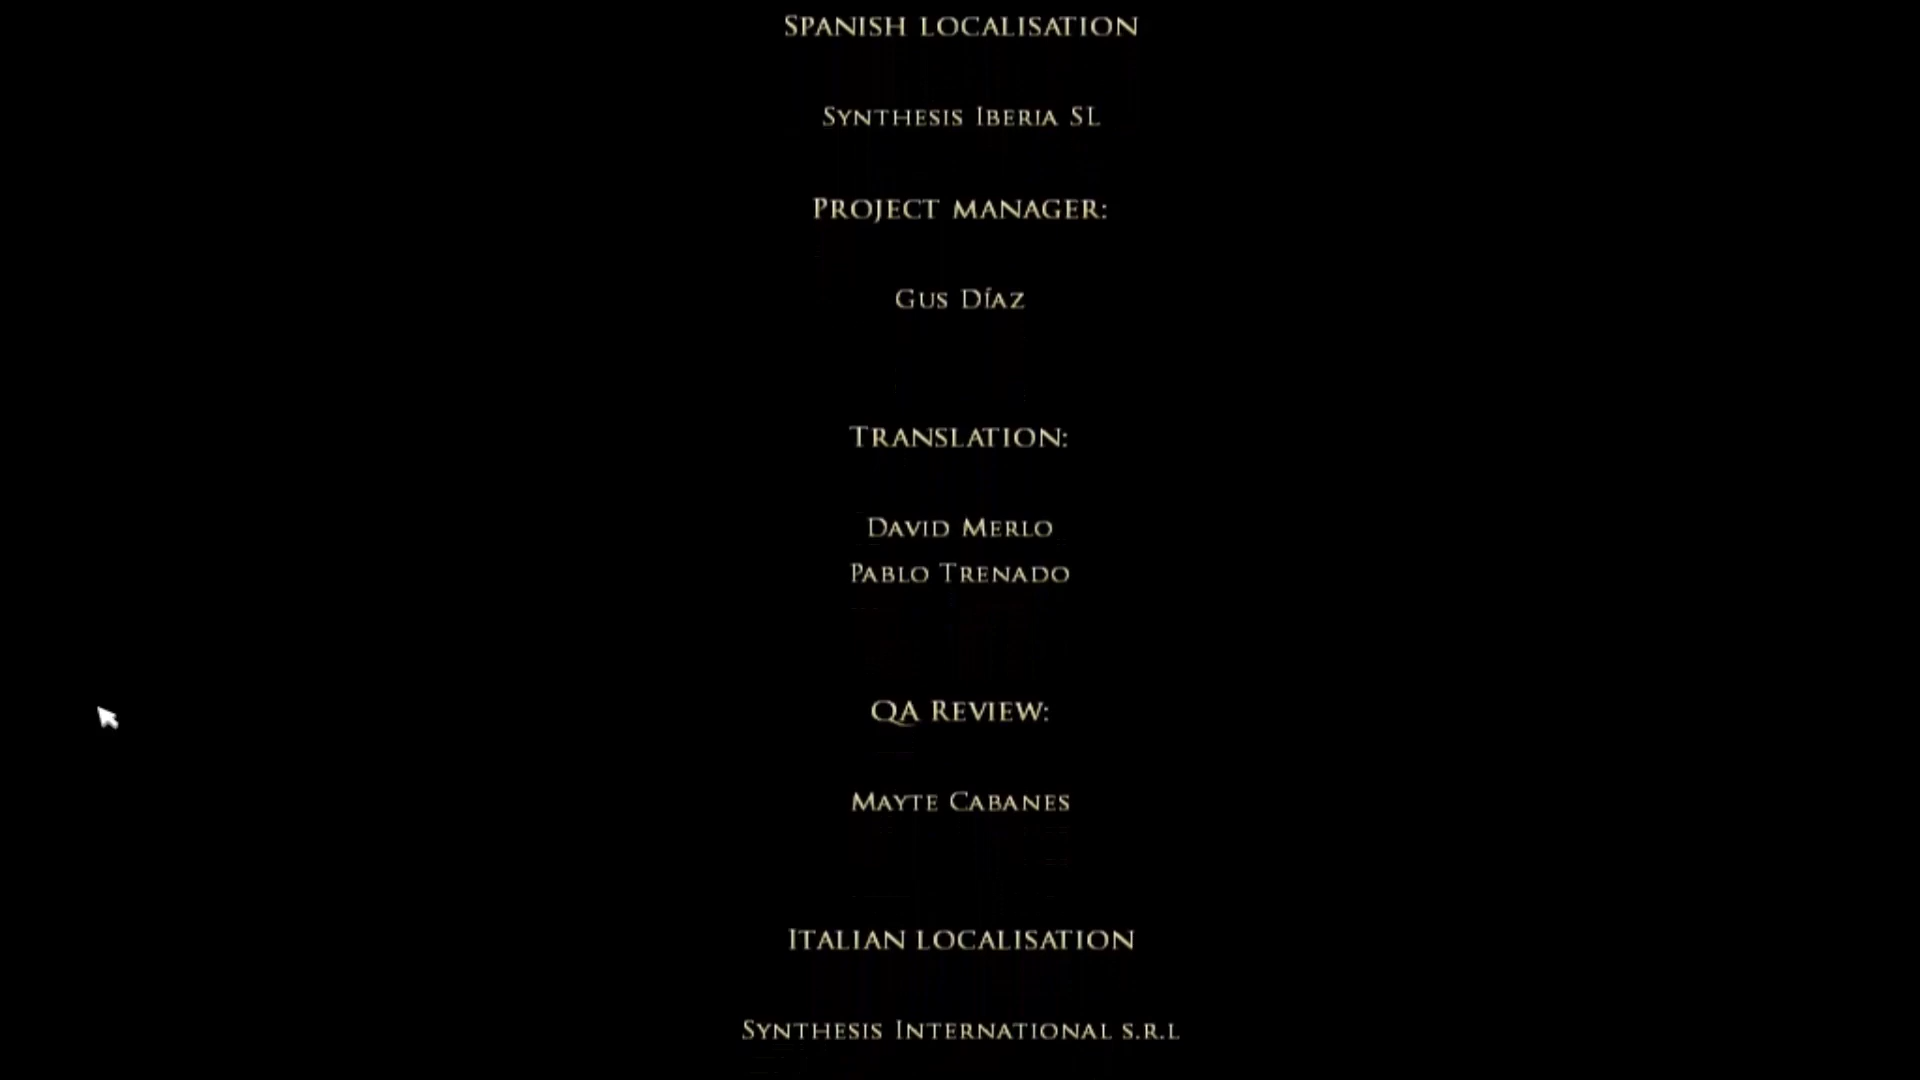 Spanish localisation
Synthesis Iberia SL
Project manager:
Gus Díaz
Translation:
David Merlo
Pablo Trenado
QA Review:
Mayte Cabanes
Italian localisation
Synthesis International s.r.l